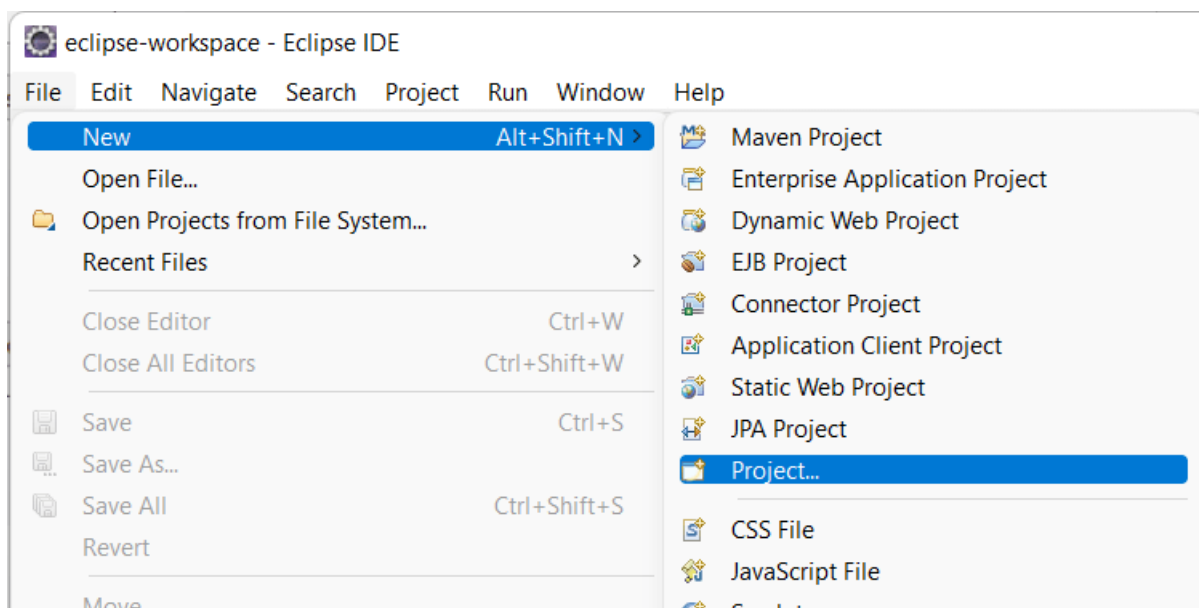 eclipse-workspace - Eclipse IDE
File Edit Navigate Search Project Run Window Help
New Alt+Shift+N >
Open File...
Open Projects from File System...
Recent Files >
Close Editor Ctrl+W
Close All Editors Ctrl+Shift+W
Save Ctrl+S
Save As...
Save All Ctrl+Shift+S
Revert
Move
Maven Project
Enterprise Application Project
Dynamic Web Project
EJB Project
Connector Project
Application Client Project
Static Web Project
JPA Project
Project...
CSS File
JavaScript File